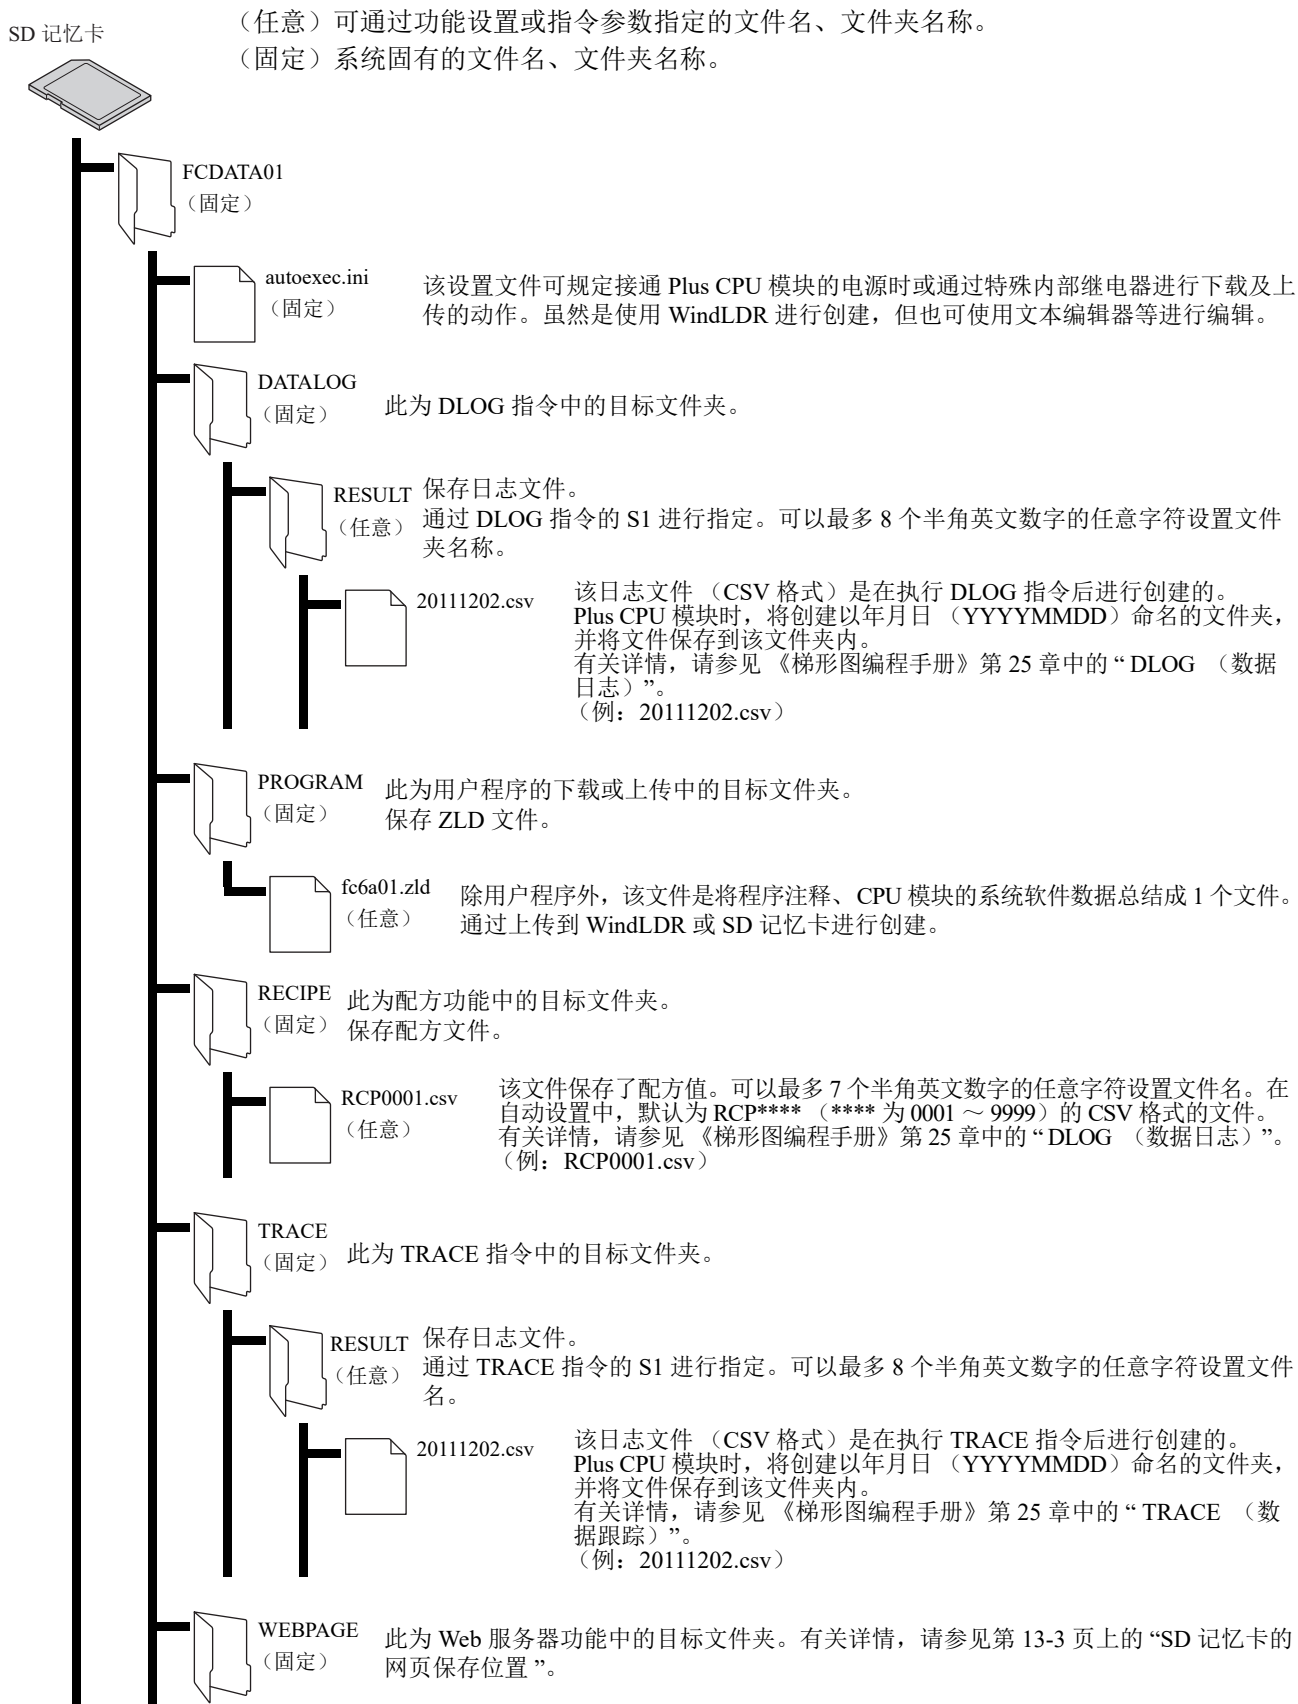 SD 记忆卡
（任意）可通过功能设置或指令参数指定的文件名、文件夹名称。
（固定）系统固有的文件名、文件夹名称。
FCDATA01
（固定）
autoexec.ini
（固定）
该设置文件可规定接通 Plus CPU 模块的电源时或通过特殊内部继电器进行下载及上
传的动作。虽然是使用 WindLDR 进行创建，但也可使用文本编辑器等进行编辑。
DATALOG
（固定）
此为 DLOG 指令中的目标文件夹。
RESULT
（任意）
保存日志文件。
通过 DLOG 指令的 S1 进行指定。可以最多 8 个半角英文数字的任意字符设置文件
夹名称。
20111202.csv
该日志文件 （CSV 格式）是在执行 DLOG 指令后进行创建的。
Plus CPU 模块时，将创建以年月日 （YYYYMMDD）命名的文件夹，
并将文件保存到该文件夹内。
有关详情，请参见 《梯形图编程手册》第 25 章中的 “ DLOG （数据
日志）”。
（例：20111202.csv）
PROGRAM
（固定）
此为用户程序的下载或上传中的目标文件夹。
保存 ZLD 文件。
fc6a01.zld
（任意）
除用户程序外，该文件是将程序注释、CPU 模块的系统软件数据总结成 1 个文件。
通过上传到 WindLDR 或 SD 记忆卡进行创建。
RECIPE
（固定）
此为配方功能中的目标文件夹。
保存配方文件。
RCP0001.csv
（任意）
该文件保存了配方值。可以最多 7 个半角英文数字的任意字符设置文件名。在
自动设置中，默认为 RCP**** （**** 为 0001 ～ 9999）的 CSV 格式的文件。
有关详情，请参见 《梯形图编程手册》第 25 章中的 “ DLOG （数据日志）”。
（例：RCP0001.csv）
TRACE
（固定）
此为 TRACE 指令中的目标文件夹。
RESULT
（任意）
保存日志文件。
通过 TRACE 指令的 S1 进行指定。可以最多 8 个半角英文数字的任意字符设置文件
名。
20111202.csv
该日志文件 （CSV 格式）是在执行 TRACE 指令后进行创建的。
Plus CPU 模块时，将创建以年月日 （YYYYMMDD）命名的文件夹，
并将文件保存到该文件夹内。
有关详情，请参见 《梯形图编程手册》第 25 章中的 “ TRACE （数
据跟踪）”。
（例：20111202.csv）
WEBPAGE
（固定）
此为 Web 服务器功能中的目标文件夹。有关详情，请参见第 13-3 页上的 “SD 记忆卡的
网页保存位置 ”。